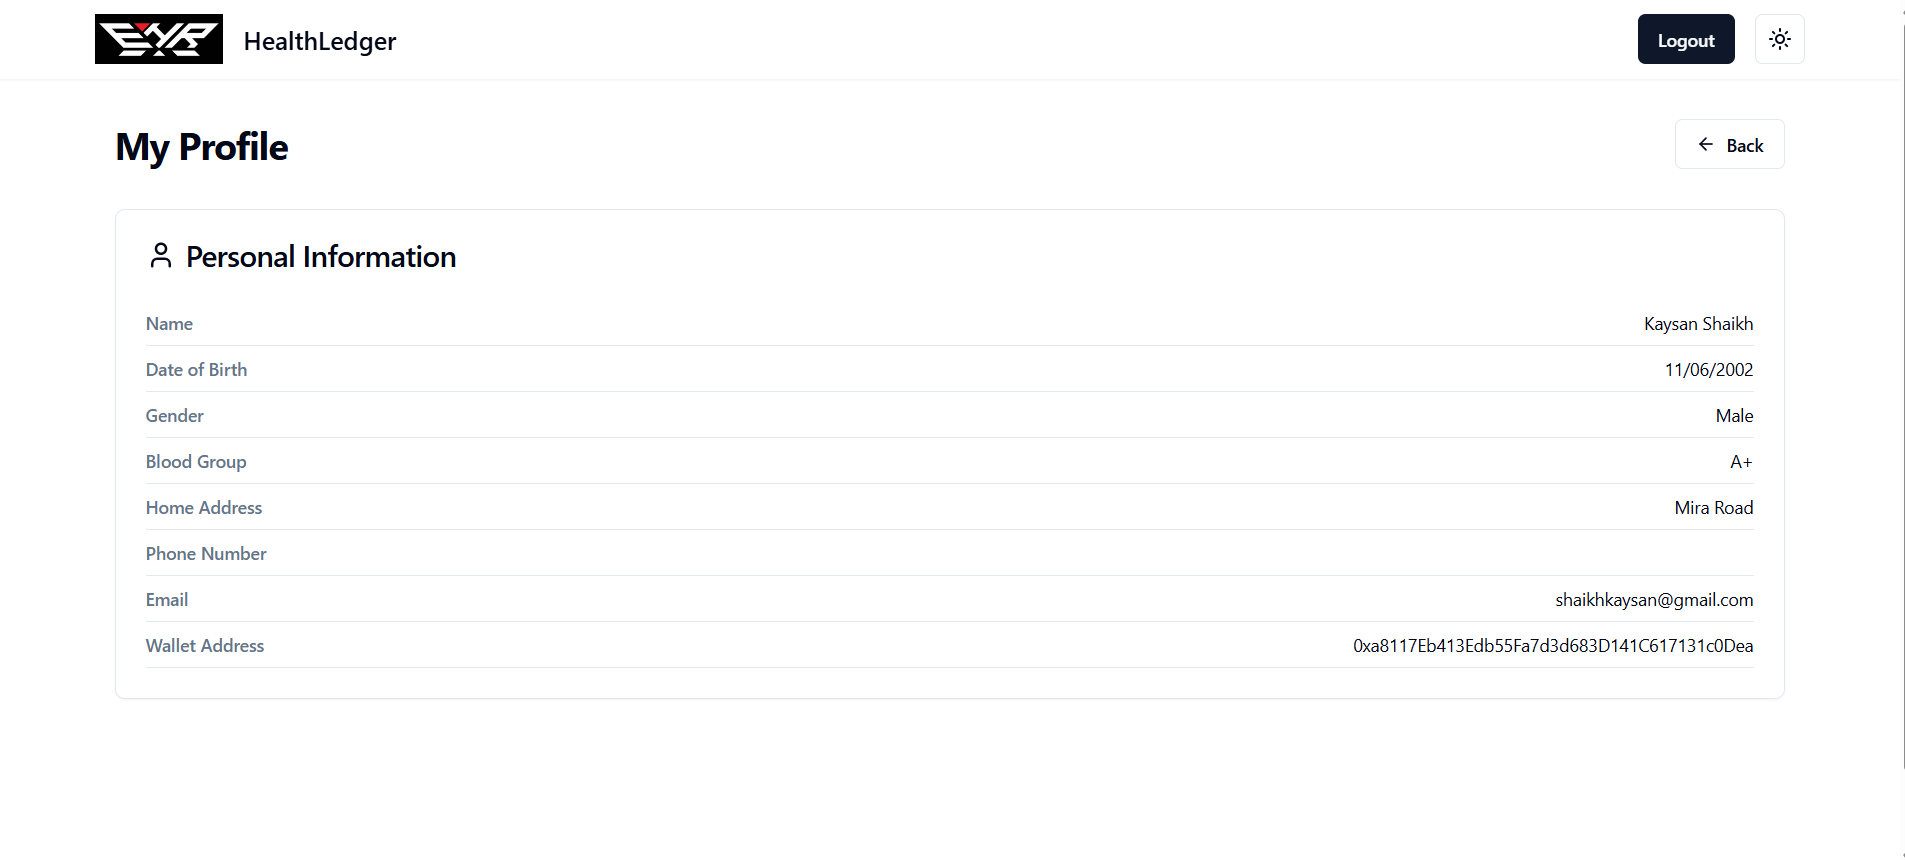 HealthLedger
Logout
My Profile
Back
Personal Information
Name Kaysan Shaikh
Date of Birth 11/06/2002
Gender Male
Blood Group A+
Home Address Mira Road
Phone Number
Email shaikhkaysan@gmail.com
Wallet Address 0xa8117Eb413Edb55Fa7d3d683D141C617131c0Dea